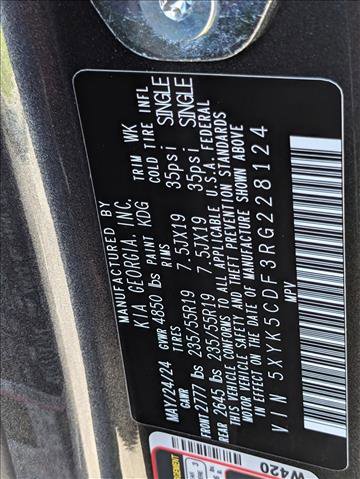 MANUFACTURED BY
KIA GEORGIA, INC.
MAY/24/24 GVWR 4850 lbs PAINT KDG TRIM WK
GAWR TIRES RIMS COLD TIRE INFL
FRONT 2777 lbs 235/55R19 7.5JX19 35psi SINGLE
REAR 2645 lbs 235/55R19 7.5JX19 35psi SINGLE
THIS VEHICLE CONFORMS TO ALL APPLICABLE U.S.A. FEDERAL
MOTOR VEHICLE SAFETY AND THEFT PREVENTION STANDARDS
IN EFFECT ON THE DATE OF MANUFACTURE SHOWN ABOVE
VIN 5XYK5CDF3RG228124
MPV
W420